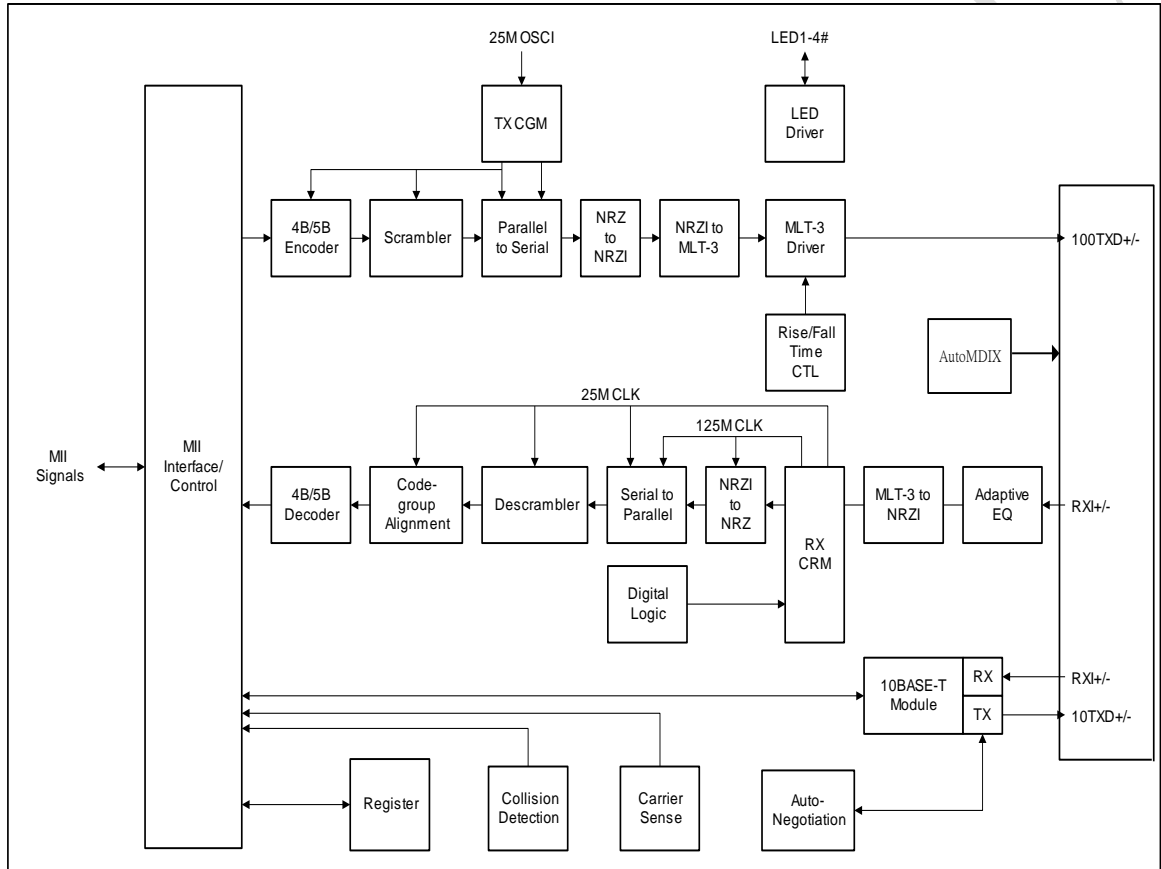 25M OSCI
LED1-4#
TX CGM
LED
Driver
4B/5B
Encoder
Scrambler
Parallel
to Serial
NRZ
to
NRZI
NRZI to
MLT-3
MLT-3
Driver
100TXD+/-
Rise/Fall
Time
CTL
AutoMDIX
25M CLK
125M CLK
MII
Signals
MII
Interface/
Control
4B/5B
Decoder
Code-
group
Alignment
Descrambler
Serial to
Parallel
NRZI
to
NRZ
RX
CRM
MLT-3 to
NRZI
Adaptive
EQ
RXI+/-
Digital
Logic
10BASE-T
Module
RX
TX
RXI+/-
10TXD+/-
Register
Collision
Detection
Carrier
Sense
Auto-
Negotiation